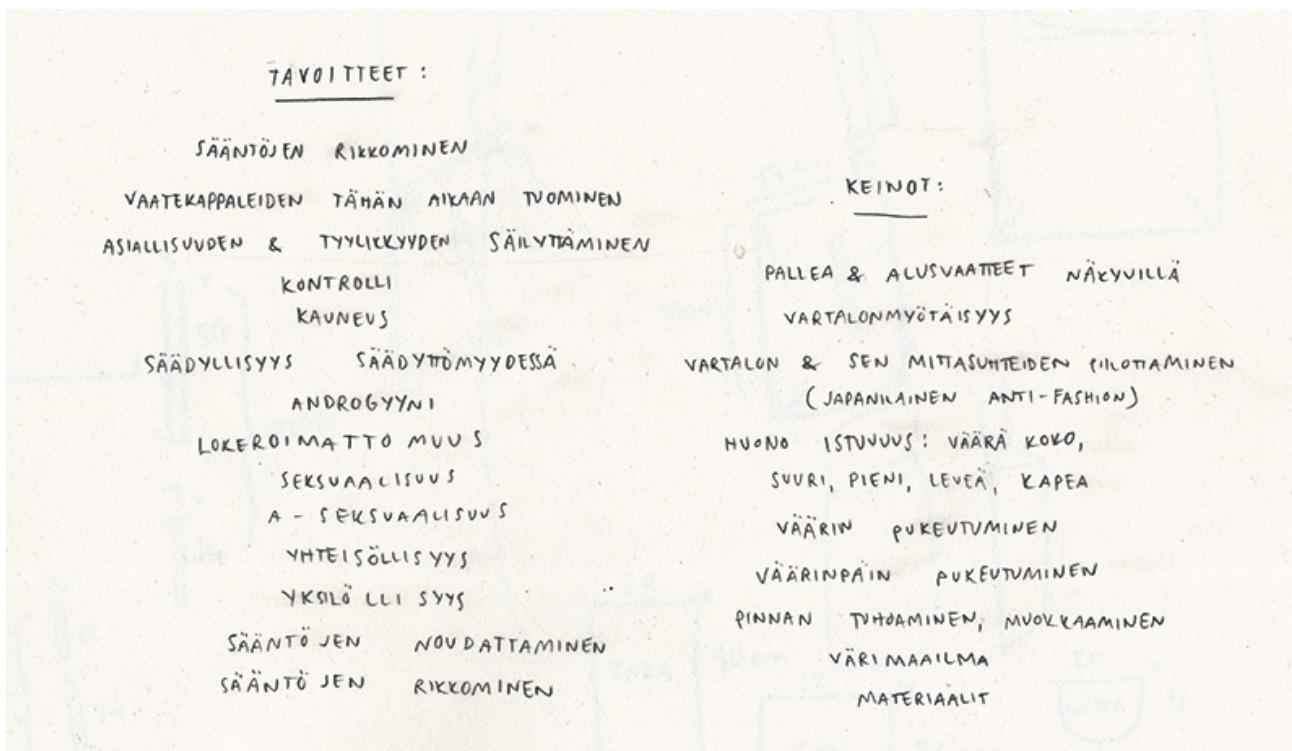 TAVOITTEET:
SÄÄNTÖJEN RIKKOMINEN
VAATEKAPPALEIDEN TÄHÄN AIKAAN TUOMINEN
ASIALLISUUDEN & TYYLIKKYYDEN SÄILYTTÄMINEN
KONTROLLI
KAUNEUS
SÄÄDYLLISYYS SÄÄDYTTÖMYYDESSÄ
ANDROGYYNI
LOKEROIMATTOMUUS
SEKSUAALISUUS
A-SEKSUAALISUUS
YHTEISÖLLISYYS
YKSILÖLLISYYS
SÄÄNTÖJEN NOUDATTAMINEN
SÄÄNTÖJEN RIKKOMINEN
KEINOT:
PALLEA & ALUSVAATTEET NÄKYVILLÄ
VARTALONMYÖTÄISYYS
VARTALON & SEN MITTASUHTEIDEN PIILOTTAMINEN
(JAPANILAINEN ANTI-FASHION)
HUONO ISTUVUUS: VÄÄRÄ KOKO,
SUURI, PIENI, LEVEÄ, KAPEA
VÄÄRIN PUKEUTUMINEN
VÄÄRINPÄIN PUKEUTUMINEN
PINNAN TUHOAMINEN, MUOKKAAMINEN
VÄRIMAAILMA
MATERIAALIT